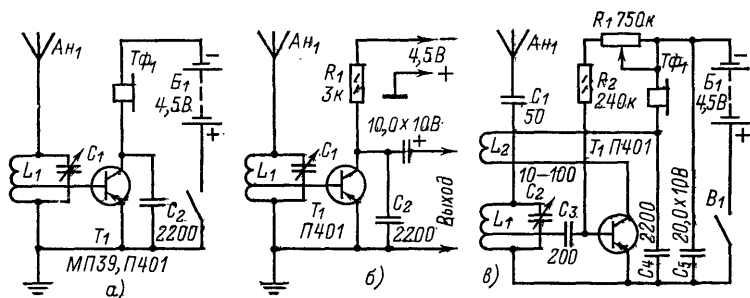 Ан1
Тф1
Б1
4,5В
−
+
C1
L1
C2
2200
T1
МП39, П401
а)
Ан1
R1
3к
4,5В
−
+
10,0×10В
+
C1
L1
C2
2200
T1
П401
Выход
б)
R1 750к
Ан1
C1
50
R2
240к
Тф1
Б1
4,5В
−
+
L2
T1 П401
10–100
C2
L1
C3
200
2200
C4
20,0×10В
C5
В1
в)